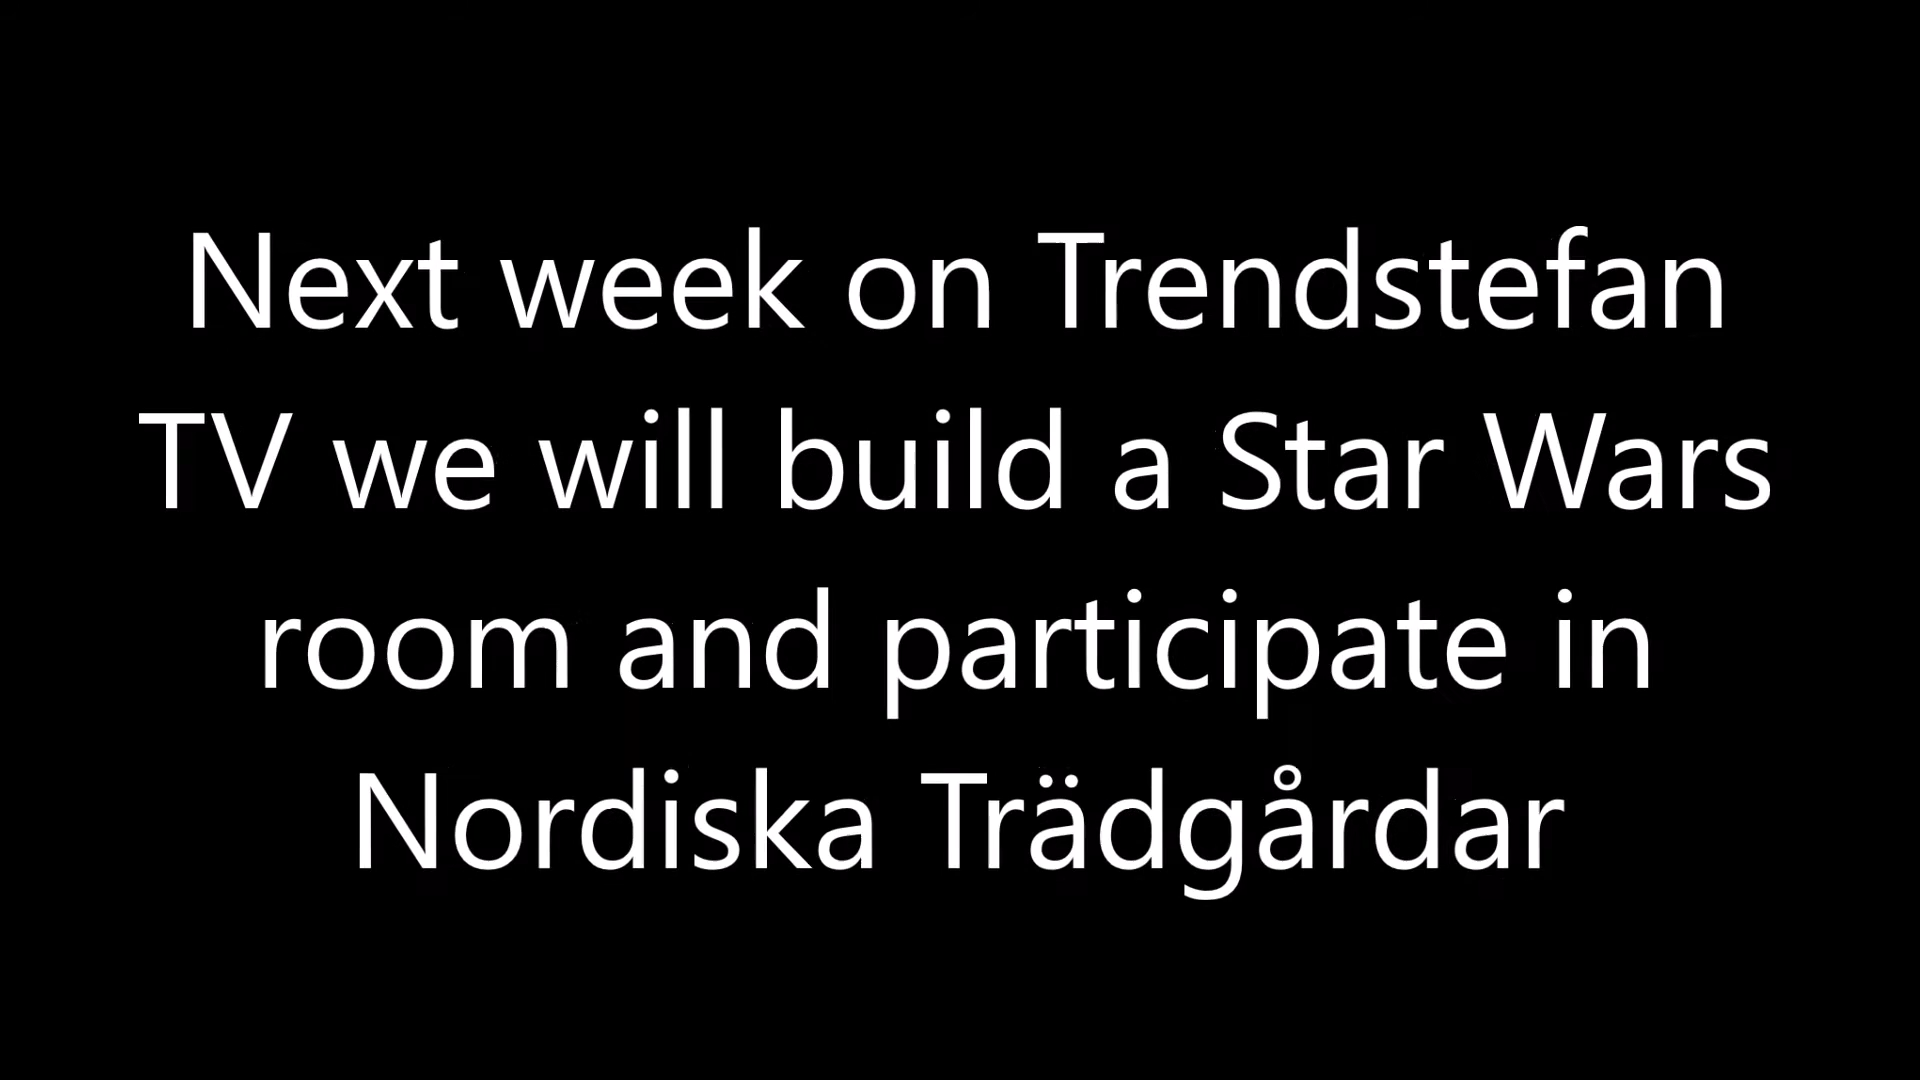 Next week on Trendstefan
TV we will build a Star Wars
room and participate in
Nordiska Trädgårdar